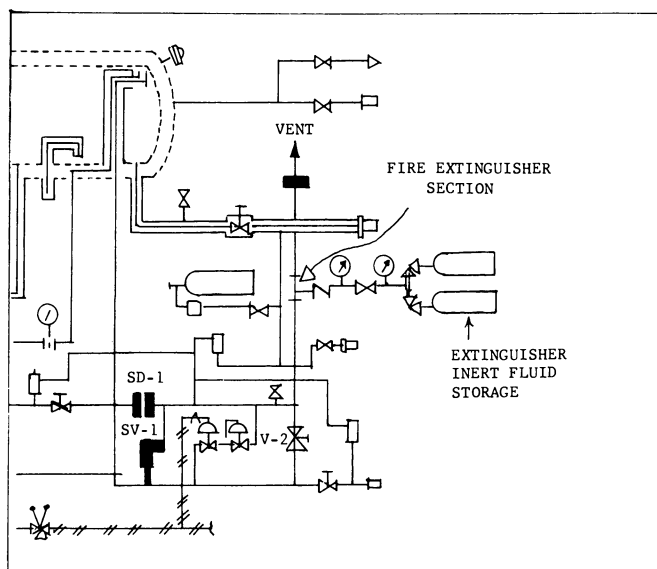 VENT
FIRE EXTINGUISHER
SECTION
EXTINGUISHER
INERT FLUID
STORAGE
SD-1
SV-1
V-2